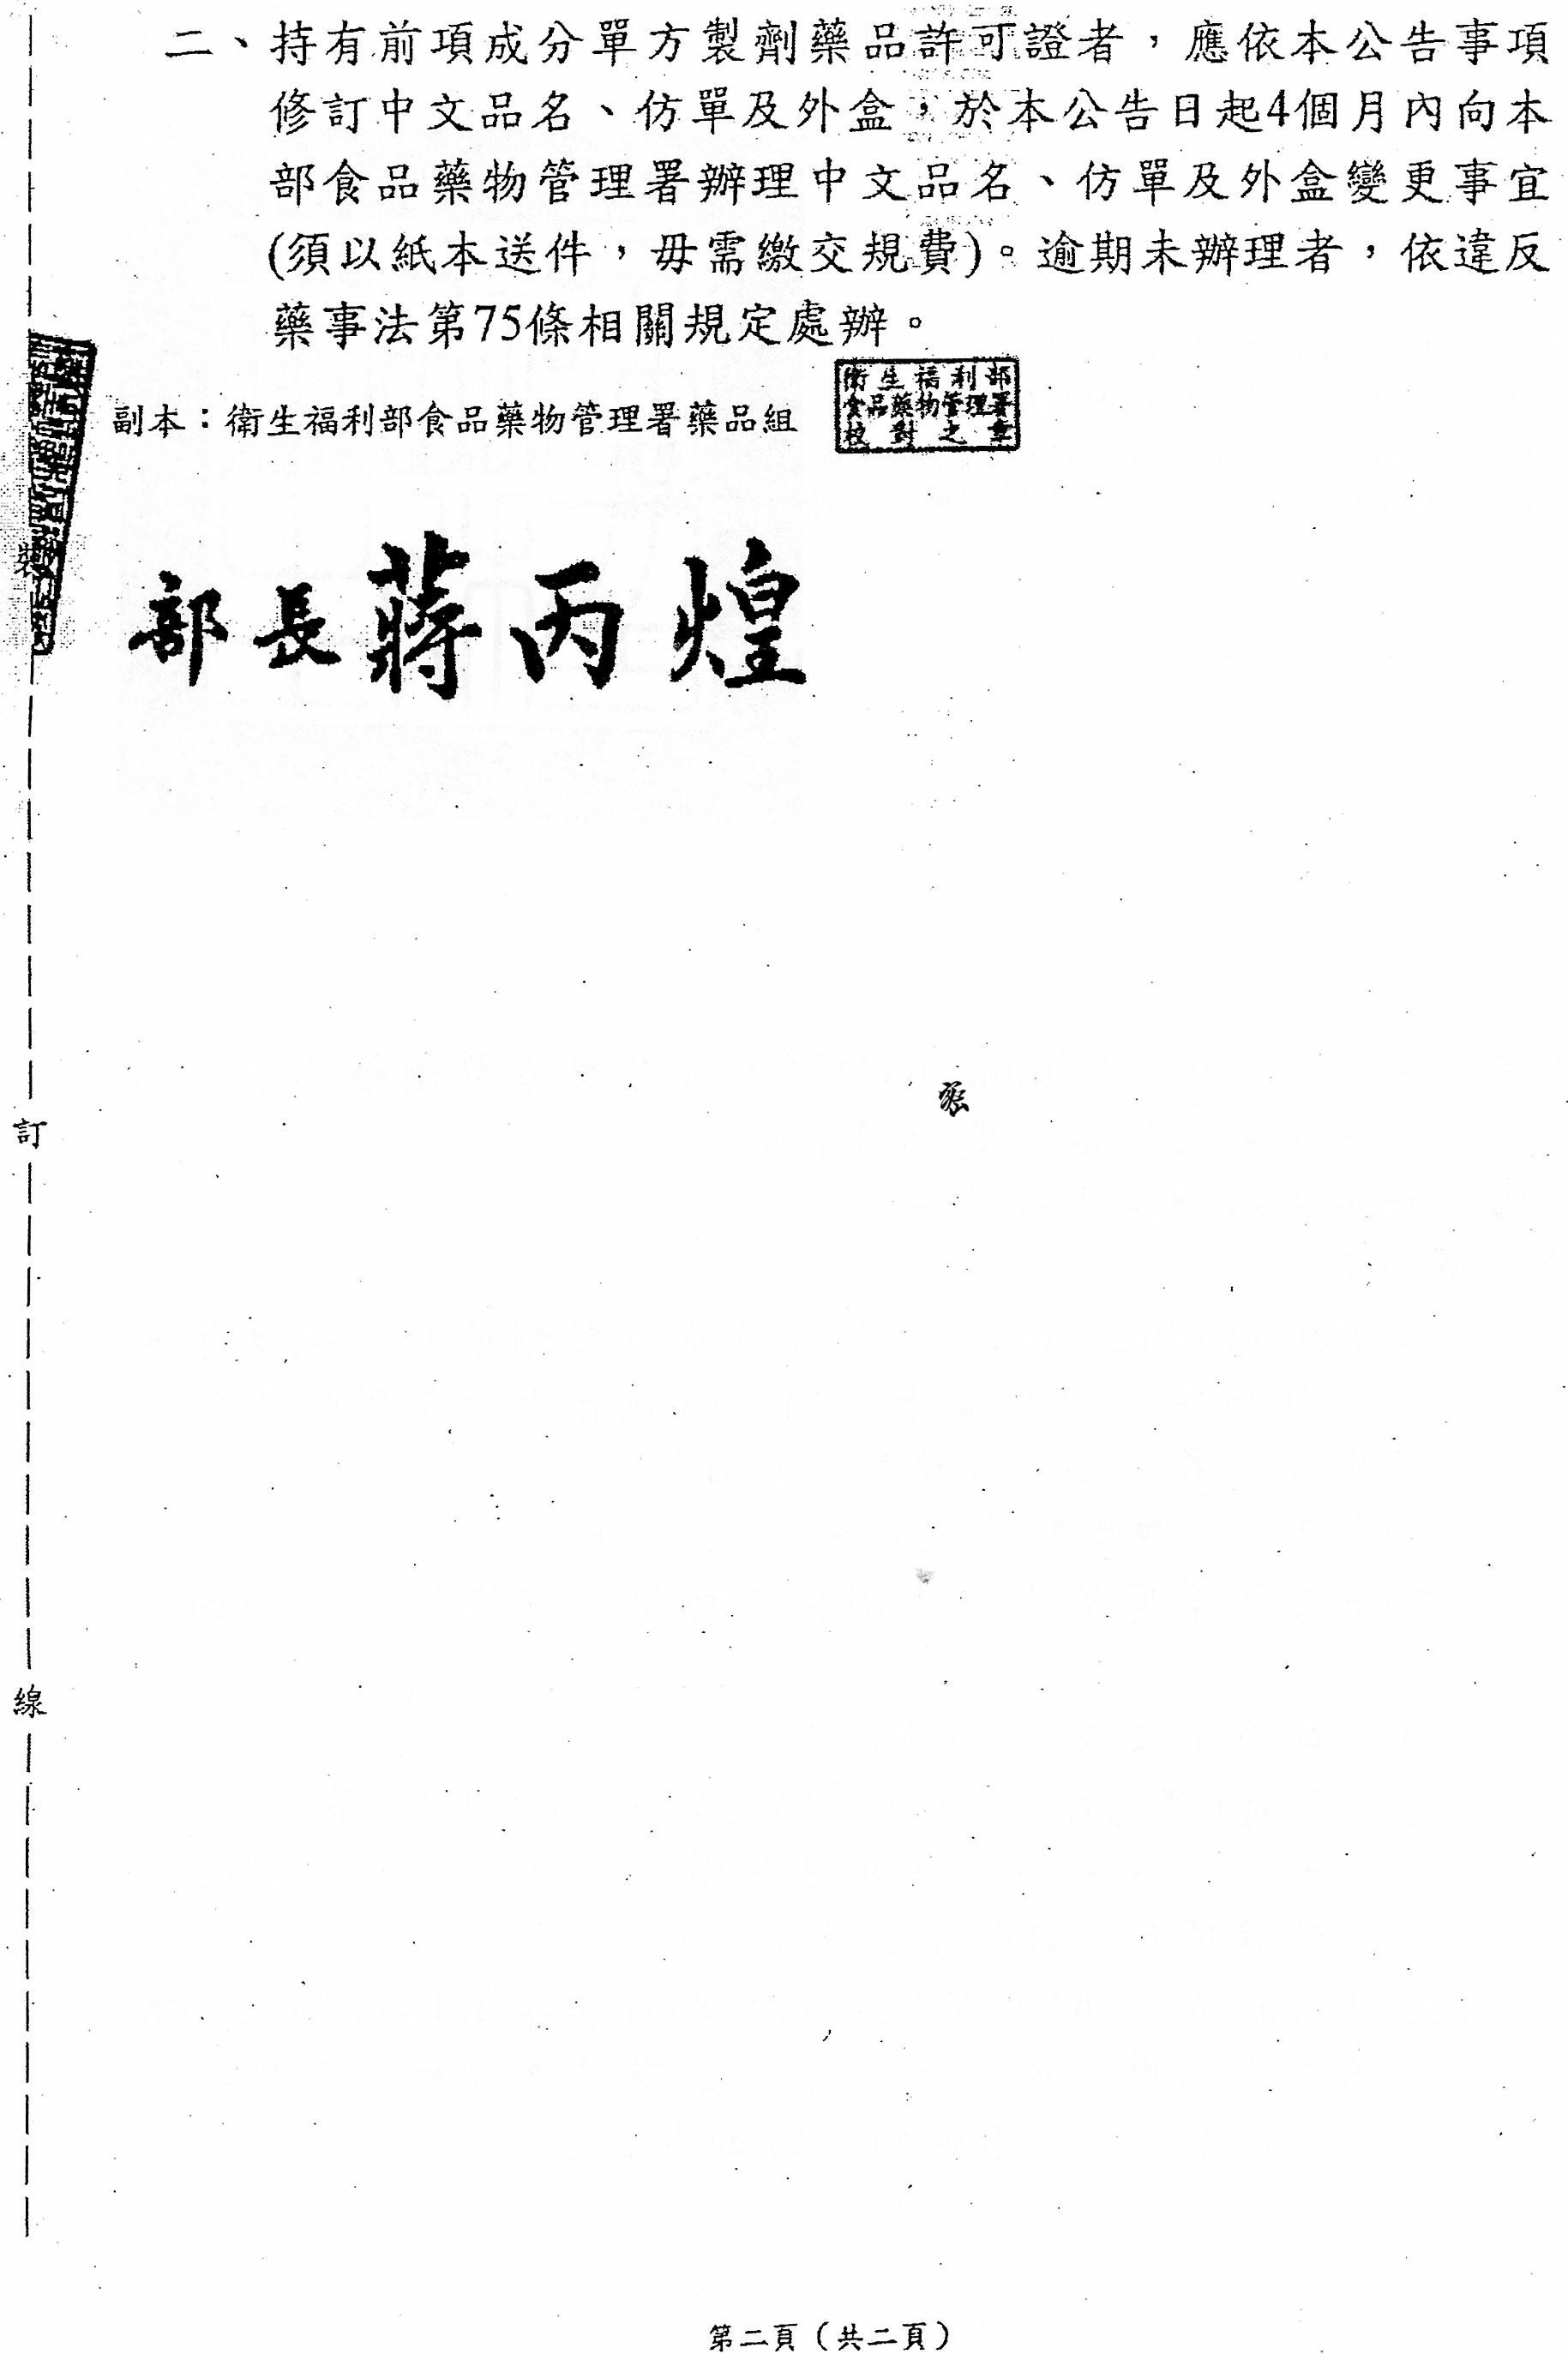 二、持有前項成分單方製劑藥品許可證者，應依本公告事項
修訂中文品名、仿單及外盒，於本公告日起4個月內向本
部食品藥物管理署辦理中文品名、仿單及外盒變更事宜
(須以紙本送件，毋需繳交規費)。逾期未辦理者，依違反
藥事法第75條相關規定處辦。
副本：衛生福利部食品藥物管理署藥品組
衛生福利部
食品藥物管理署
校對之章
部長蔣丙煌
裝
訂
線
第二頁（共二頁）